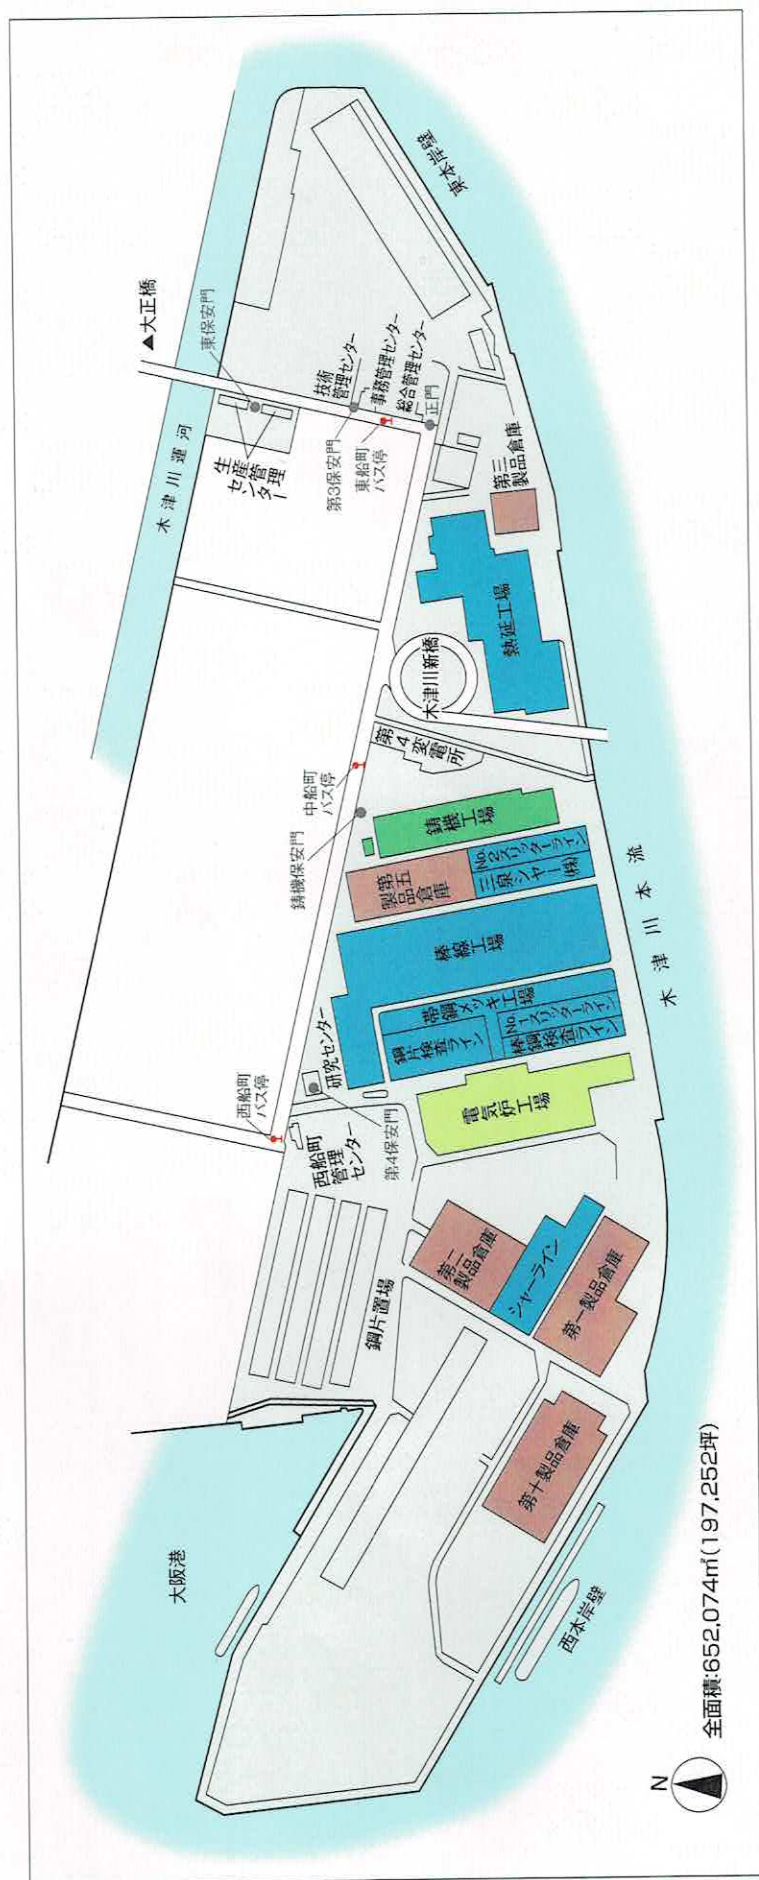 ▲大正橋
東保安門
木津川運河
生産管理
センター
技術
管理センター
事務管理センター
総合管理センター
正門
第3保安門
東船町
バス停
東本岸壁
第三
製品倉庫
熱延工場
木津川新橋
第4変電所
中船町
バス停
鋳機保安門
鋳機工場
第五
製品倉庫
No.2スリッターライン
三泉シヤー㈱
棒線工場
帯鋼メッキ工場
鋼片検査ライン
No.1スリッターライン
棒鋼検査ライン
研究センター
第4保安門
西船町
バス停
西船町
管理
センター
電気炉工場
木津川本流
鋼片置場
第二
製品倉庫
シャーライン
第一製品倉庫
第十製品倉庫
大阪港
西本岸壁
N
全面積:652,074㎡(197,252坪)